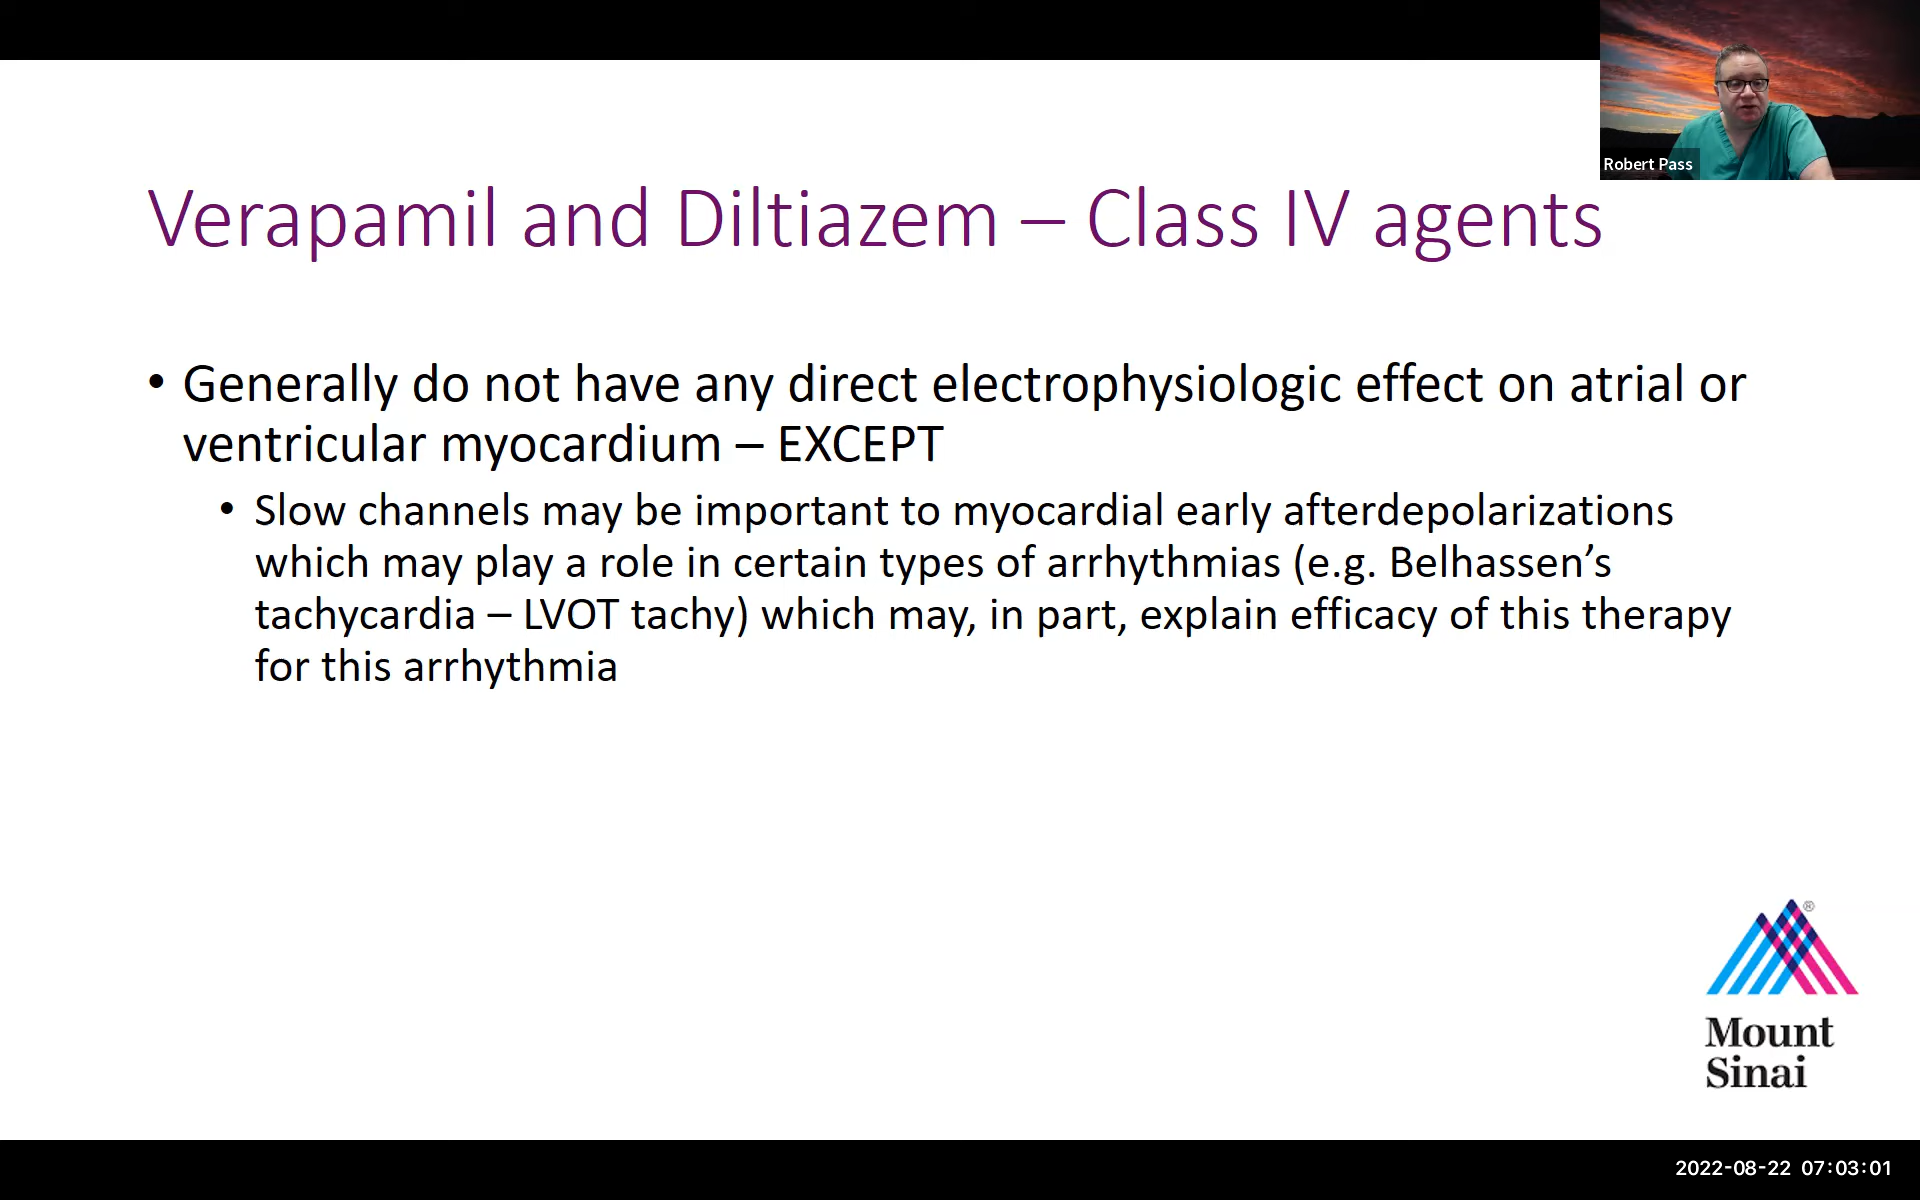 Robert Pass
Verapamil and Diltiazem – Class IV agents
• Generally do not have any direct electrophysiologic effect on atrial or
ventricular myocardium – EXCEPT
• Slow channels may be important to myocardial early afterdepolarizations
which may play a role in certain types of arrhythmias (e.g. Belhassen’s
tachycardia – LVOT tachy) which may, in part, explain efficacy of this therapy
for this arrhythmia
®
Mount
Sinai
2022-08-22 07:03:01